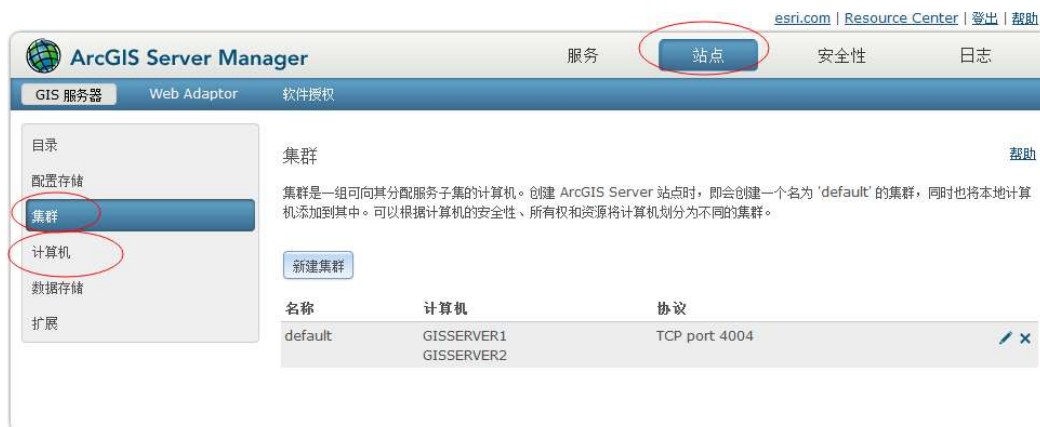 esri.com | Resource Center | 登出 | 帮助
ArcGIS Server Manager
服务
站点
安全性
日志
GIS 服务器
Web Adaptor
软件授权
目录
配置存储
集群
计算机
数据存储
扩展
集群
帮助
集群是一组可向其分配服务子集的计算机。创建 ArcGIS Server 站点时，即会创建一个名为 'default' 的集群，同时也将本地计算
机添加到其中。可以根据计算机的安全性、所有权和资源将计算机划分为不同的集群。
新建集群
名称 计算机 协议
default GISSERVER1 TCP port 4004
GISSERVER2